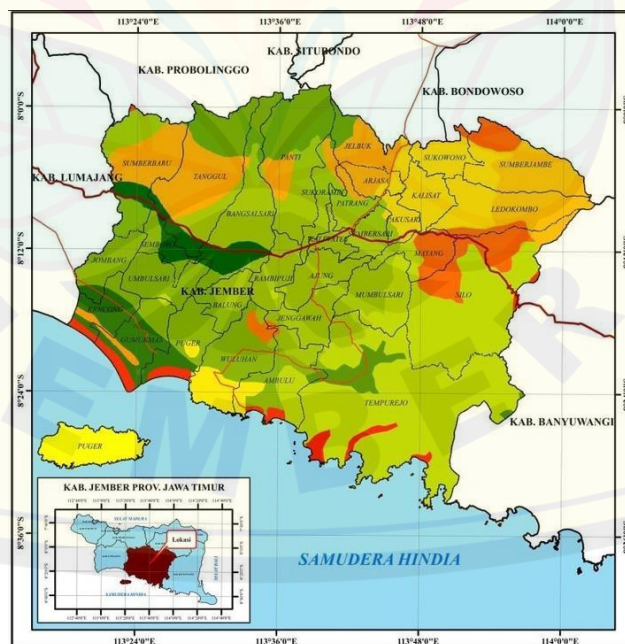 113°24'0"E 113°36'0"E 113°48'0"E 114°0'0"E
KAB. SITUBONDO
KAB. PROBOLINGGO
KAB. BONDOWOSO
8°0'0"S
JELBUK
SUKOWONO
SUMBERBARU
PANTI
SUMBERJAMBE
KAB. LUMAJANG
TANGGUL
ARJASA
KALISAT
SUKORAMBI
PATRANG
LEDOKOMBO
BANGSALSARI
PAKUSARI
8°12'0"S
SUMBERSARI
JOMBANG
MAYANG
UMBULSARI
RAMBIPUJI
AJUNG
KAB. JEMBER
MUMBULSARI
SILO
BALUNG
KENCONG
JENGGAWAH
GUMUKMAS
PUGER
WULUHAN
8°24'0"S
AMBULU
TEMPUREJO
KAB. BANYUWANGI
PUGER
KAB. JEMBER PROV. JAWA TIMUR
Lokasi
8°36'0"S
SAMUDERA HINDIA
SAMUDERA HINDIA
113°24'0"E 113°36'0"E 113°48'0"E 114°0'0"E